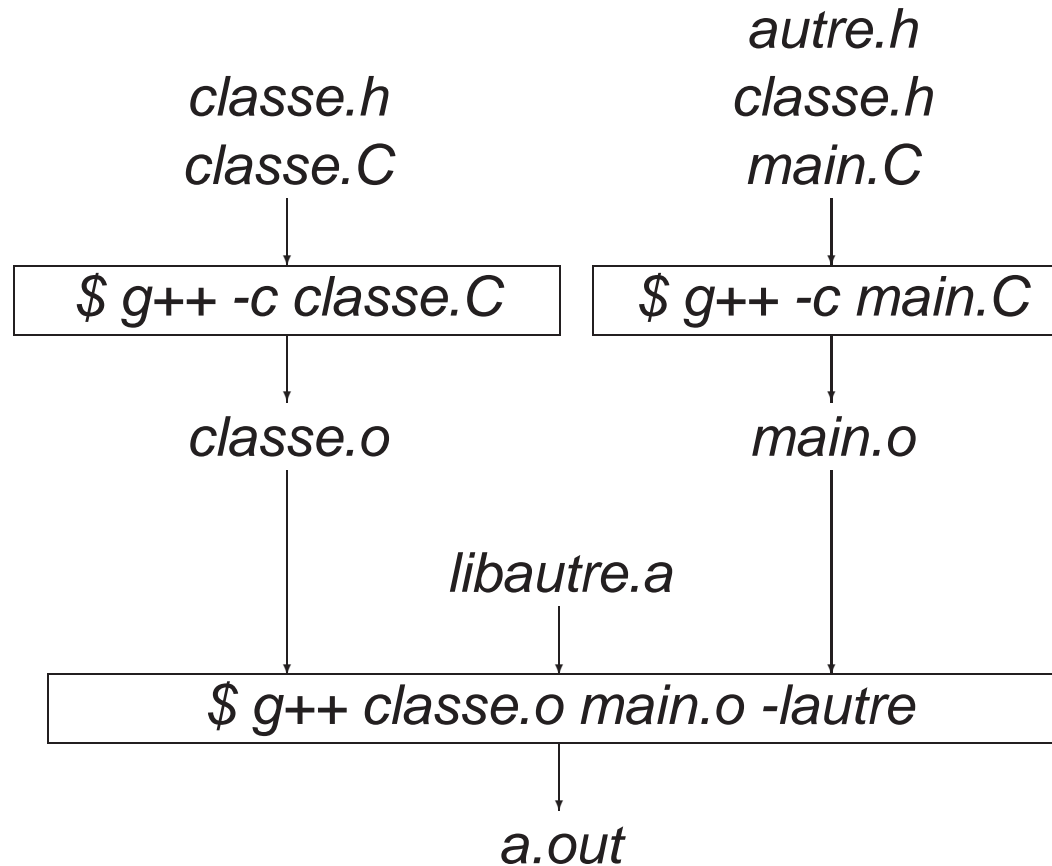 autre.h
classe.h
classe.h
classe.C
main.C
$ g++ -c classe.C
$ g++ -c main.C
classe.o
main.o
libautre.a
$ g++ classe.o main.o -lautre
a.out